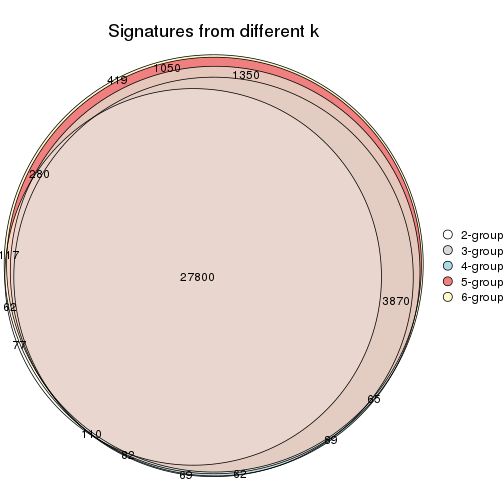 Signatures from different k
1050
1350
419
280
117
27800
3870
62
77
65
110
89
82
69
62
2-group
3-group
4-group
5-group
6-group